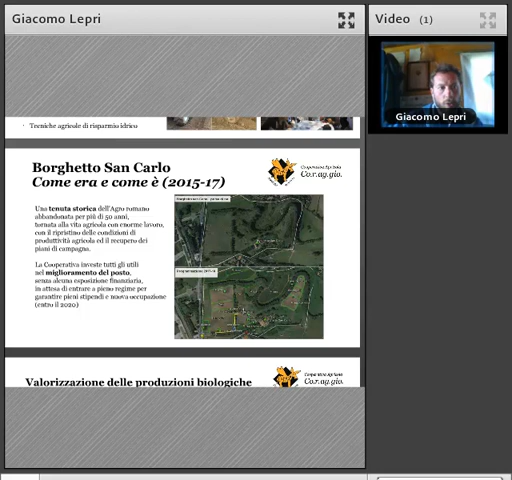 Giacomo Lepri
Video (1)
Giacomo Lepri
Tecniche agricole di risparmio idrico
Borghetto San Carlo
Come era e come è (2015-17)
Cooperativa Agricola
Co.r.ag.gio.
Una tenuta storica dell'Agro romano
abbandonata per più di 50 anni,
tornata alla vita agricola con enorme lavoro,
con il ripristino delle condizioni di
produttività agricola ed il recupero dei
piani di campagna.
La Cooperativa investe tutti gli utili
nel miglioramento del posto,
senza alcuna esposizione finanziaria,
in attesa di entrare a pieno regime per
garantire pieni stipendi e nuova occupazione
(entro il 2020)
Valorizzazione delle produzioni biologiche
Cooperativa Agricola
Co.r.ag.gio.